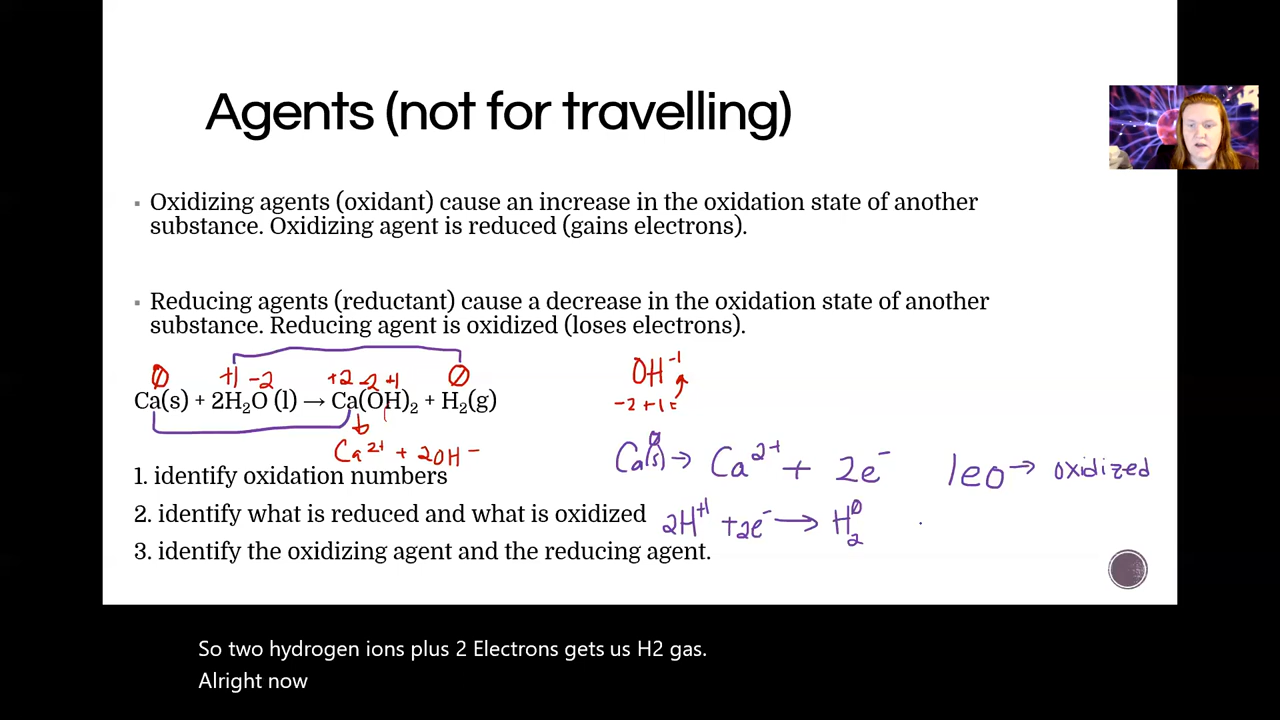 Agents (not for travelling)
▪ Oxidizing agents (oxidant) cause an increase in the oxidation state of another
substance. Oxidizing agent is reduced (gains electrons).
▪ Reducing agents (reductant) cause a decrease in the oxidation state of another
substance. Reducing agent is oxidized (loses electrons).
0 +1 -2 +2 -2 +1 0
Ca(s) + 2H₂O (l) → Ca(OH)₂ + H₂(g)
Ca²⁺ + 2OH⁻
OH⁻¹
-2 +1 =
1. identify oxidation numbers
2. identify what is reduced and what is oxidized
3. identify the oxidizing agent and the reducing agent.
Ca(s)⁰ → Ca²⁺ + 2e⁻ leo → oxidized
2H⁺¹ + 2e⁻ → H₂⁰
So two hydrogen ions plus 2 Electrons gets us H2 gas.
Alright now